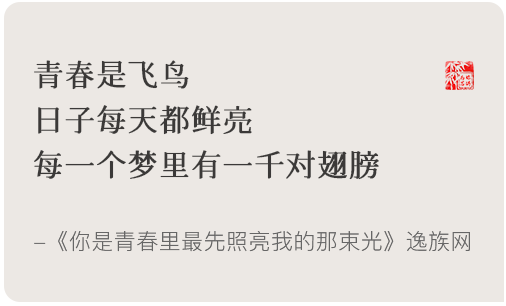 青春是飞鸟
日子每天都鲜亮
每一个梦里有一千对翅膀
–《你是青春里最先照亮我的那束光》逸族网